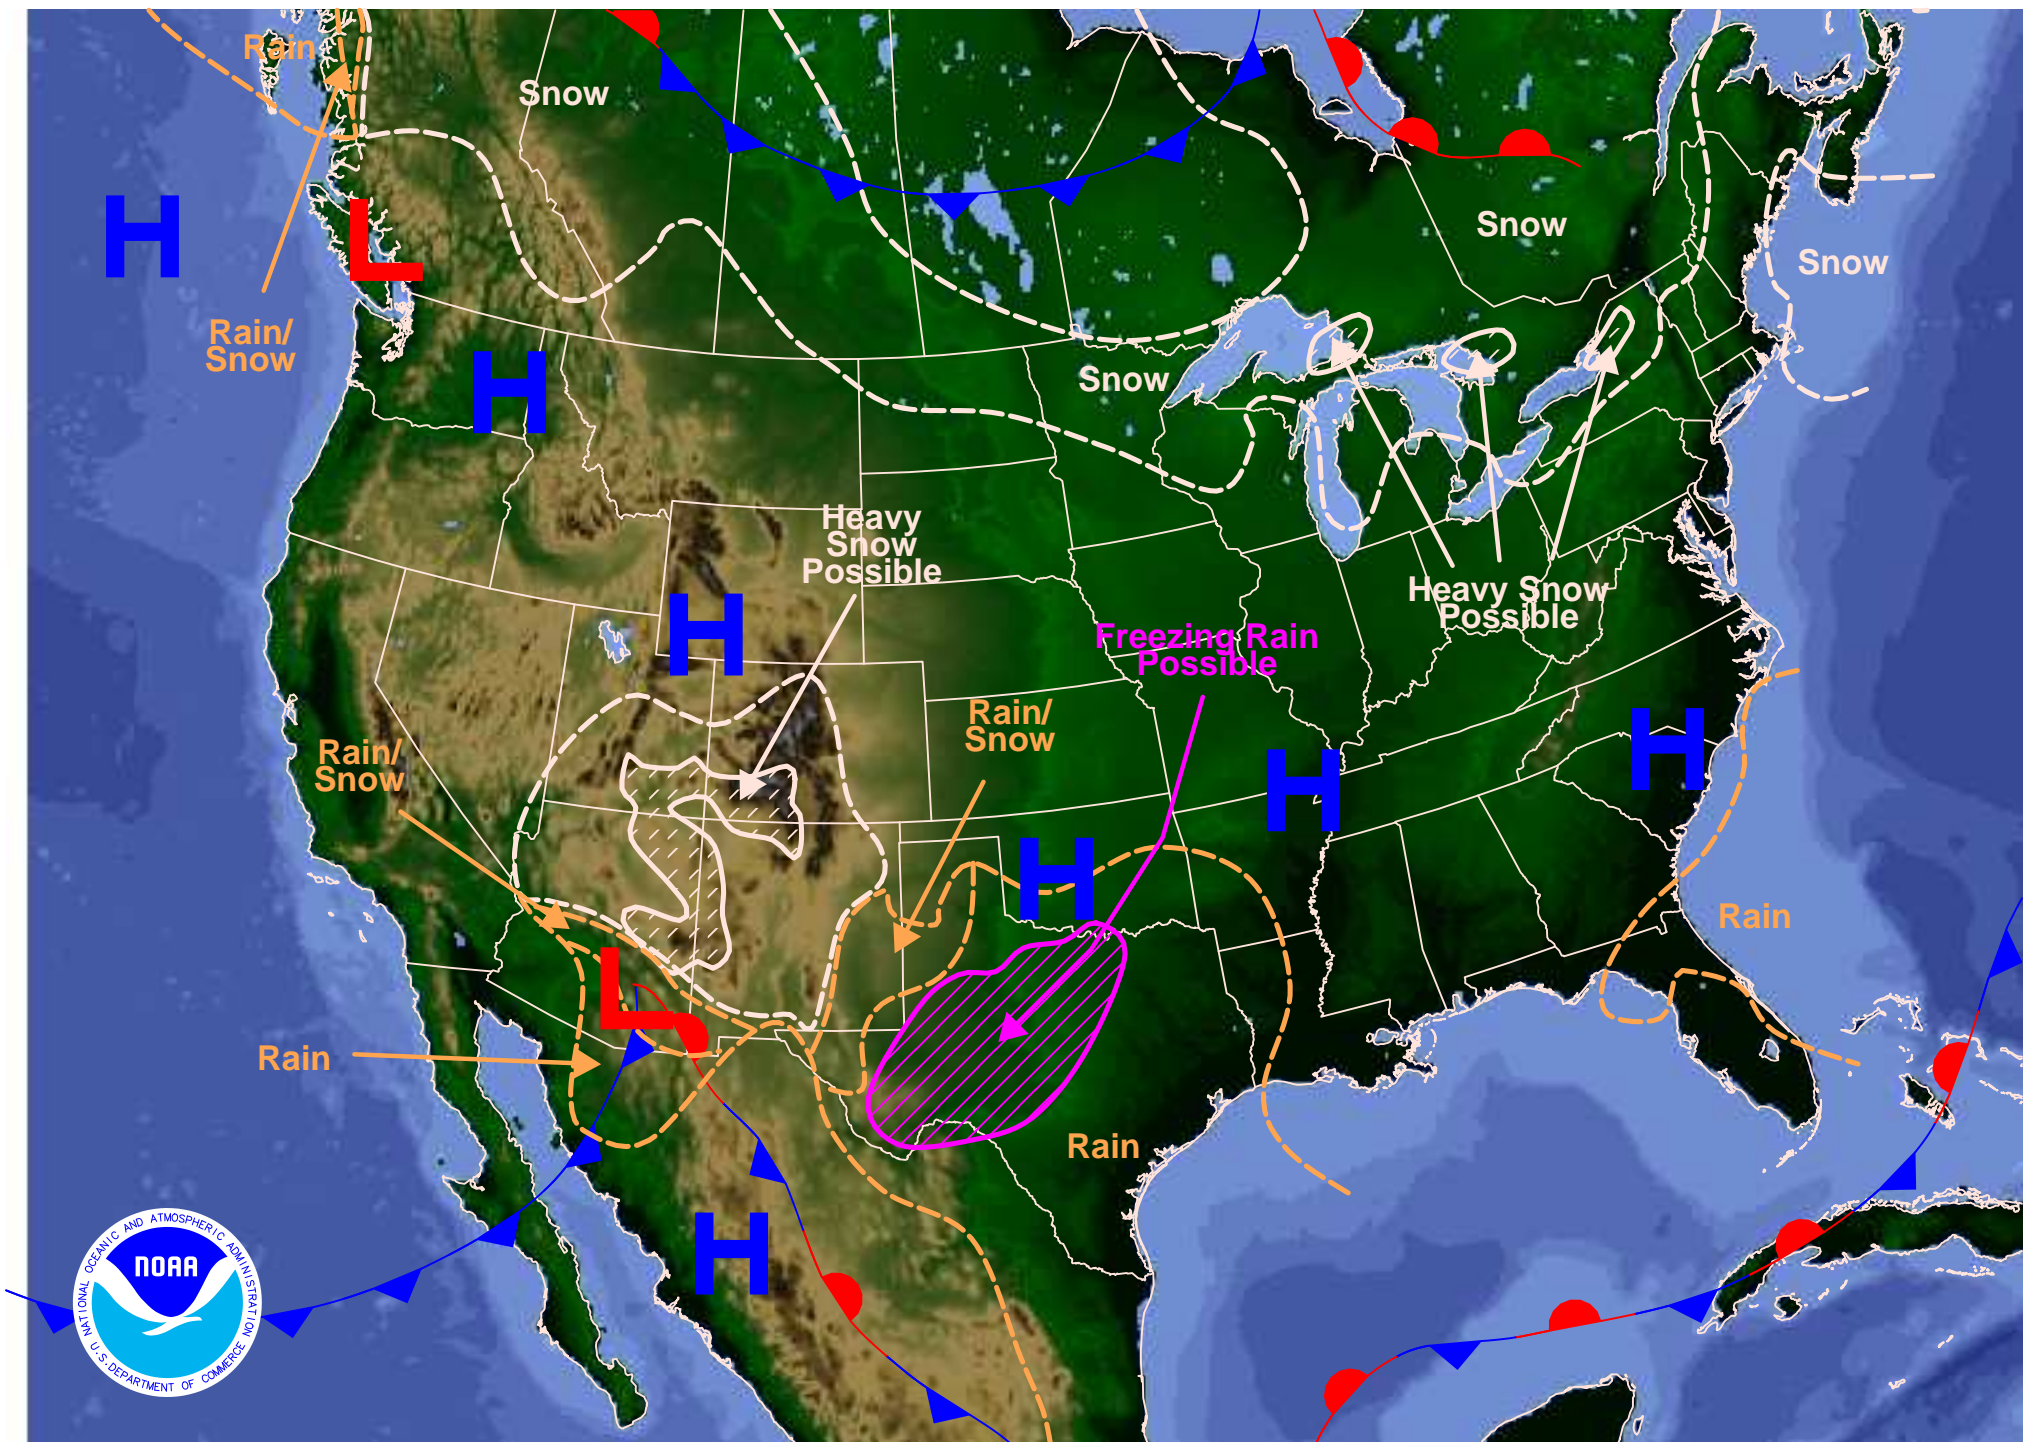 Rain
Snow
H
L
Rain/
Snow
Snow
Snow
H
Snow
Heavy
Snow
Possible
Heavy Snow
Possible
H
Freezing Rain
Possible
Rain/
Snow
Rain/
Snow
H
H
H
Rain
L
Rain
Rain
H
NATIONAL OCEANIC AND ATMOSPHERIC ADMINISTRATION
NOAA
U.S. DEPARTMENT OF COMMERCE